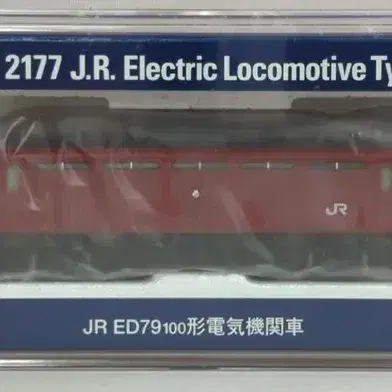 2177 J.R. Electric Locomotive Ty
JR
JR ED79100形電気機関車